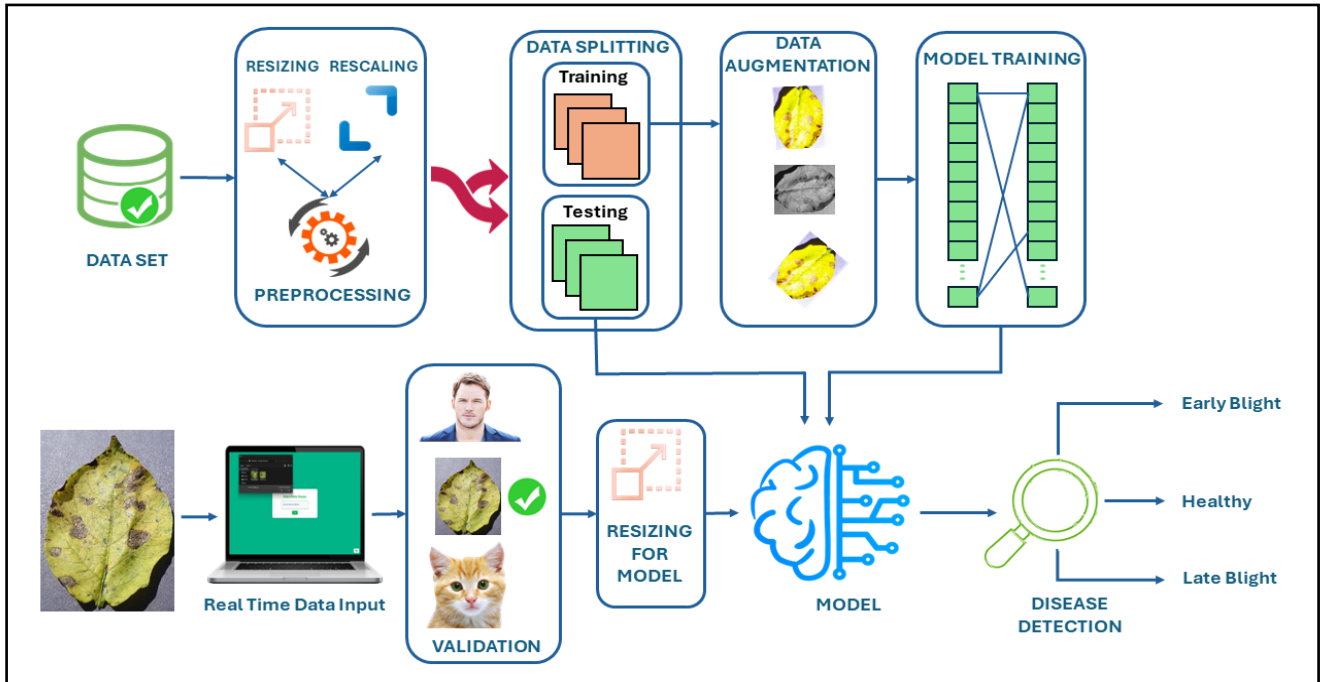 DATA SET
RESIZING
RESCALING
PREPROCESSING
DATA SPLITTING
Training
Testing
DATA
AUGMENTATION
MODEL TRAINING
Real Time Data Input
VALIDATION
RESIZING
FOR
MODEL
MODEL
DISEASE
DETECTION
Early Blight
Healthy
Late Blight